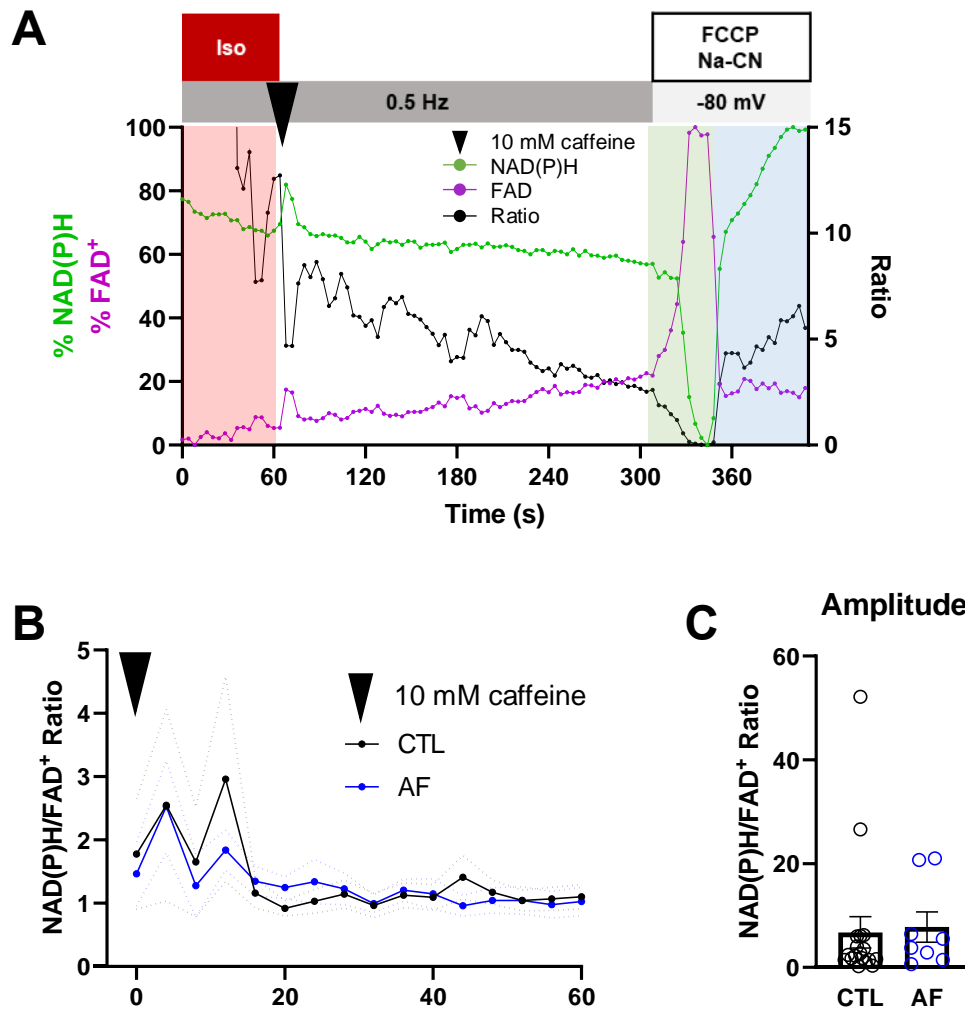 A
Iso
FCCP
Na-CN
0.5 Hz
-80 mV
100
80
60
40
20
0
% NAD(P)H
% FAD⁺
10 mM caffeine
NAD(P)H
FAD
Ratio
15
10
5
0
Ratio
0 60 120 180 240 300 360
Time (s)
B
5
4
3
2
1
0
NAD(P)H/FAD⁺ Ratio
10 mM caffeine
CTL
AF
0 20 40 60
C
Amplitude
60
40
20
0
NAD(P)H/FAD⁺ Ratio
CTL AF